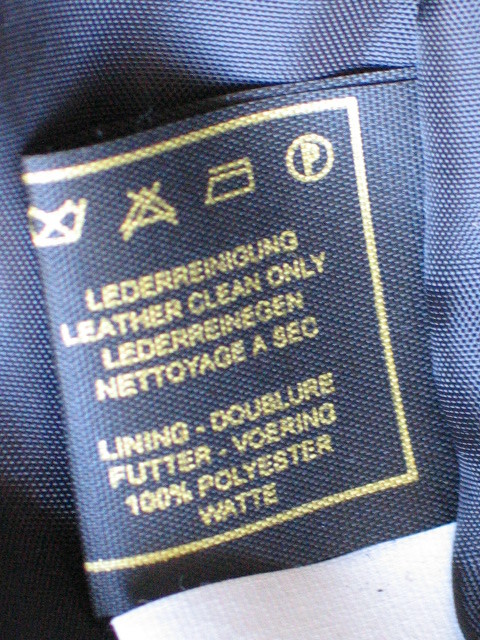 P
LEDERREINIGUNG
LEATHER CLEAN ONLY
LEDERREINEGEN
NETTOYAGE A SEC
LINING - DOUBLURE
FUTTER - VOERING
100% POLYESTER
WATTE